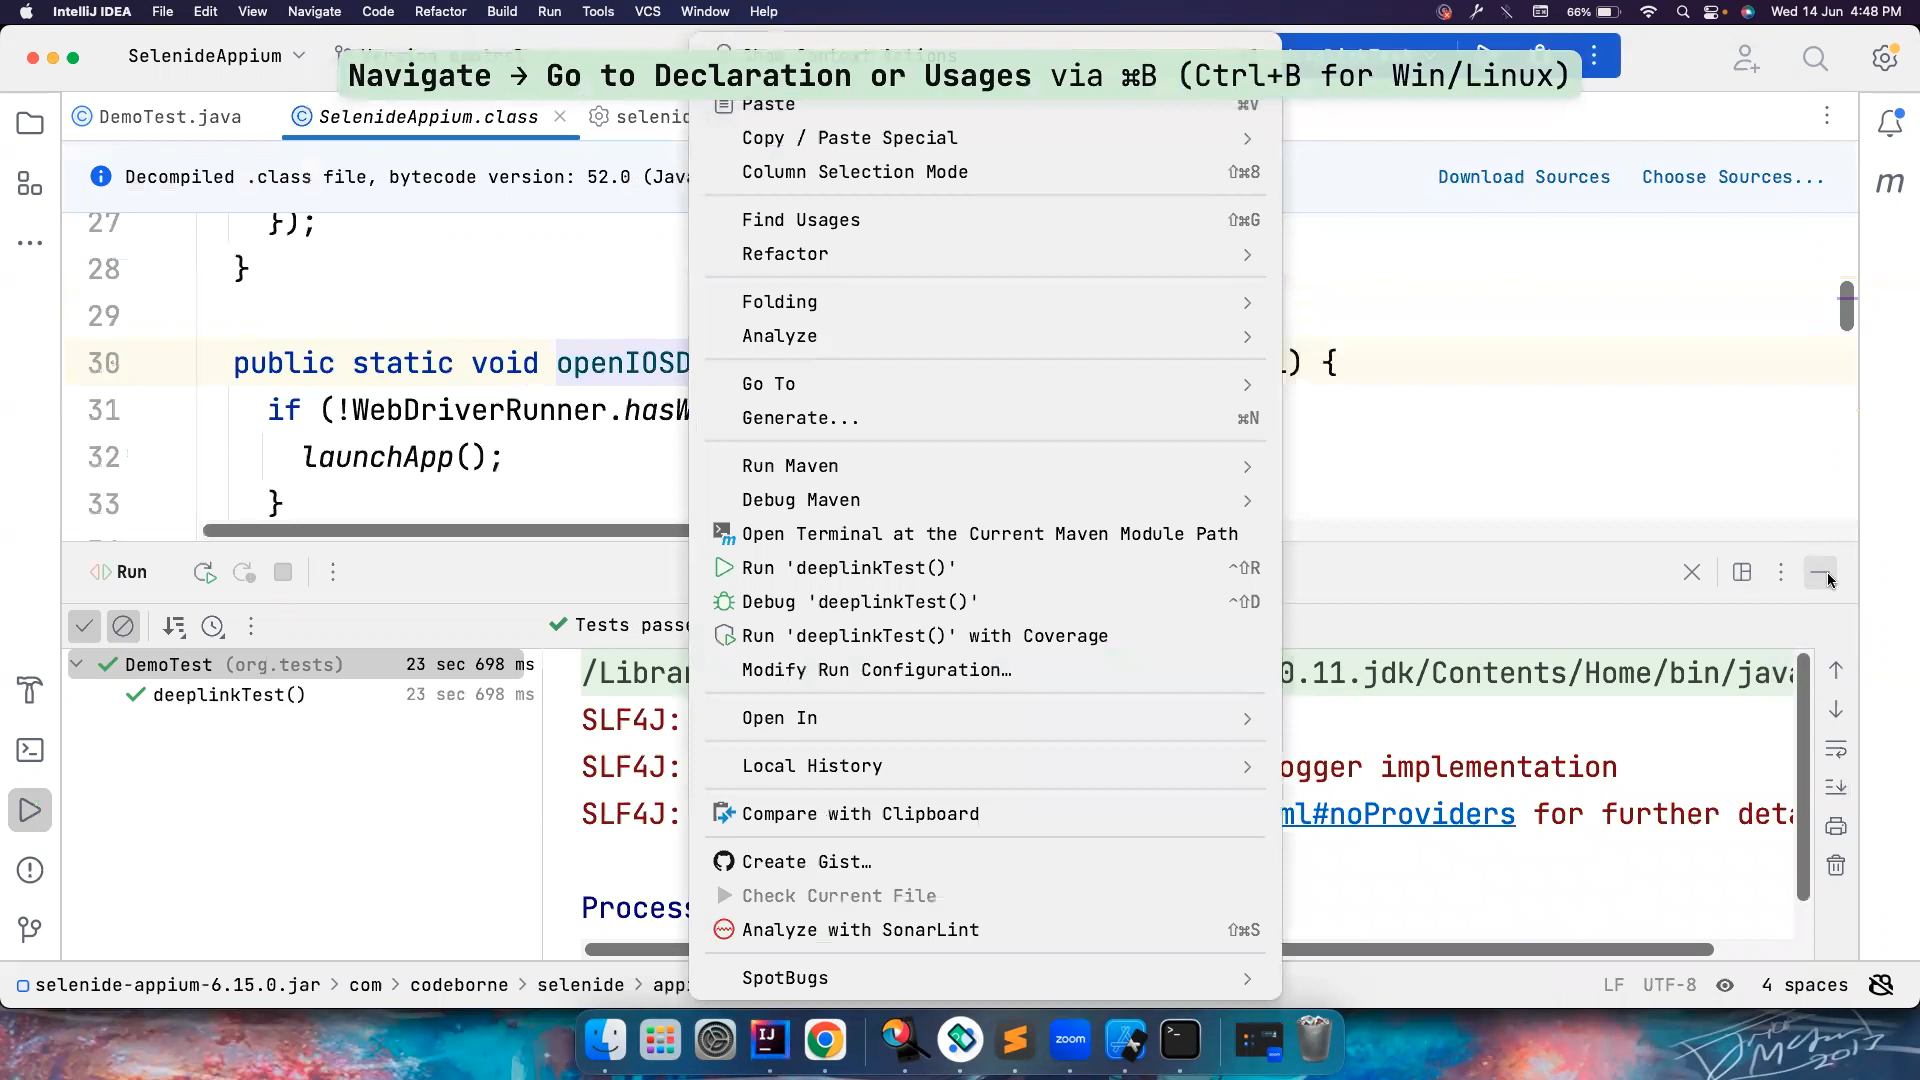 IntelliJ IDEA File Edit View Navigate Code Refactor Build Run Tools VCS Window Help 66% Wed 14 Jun 4:48 PM
SelenideAppium
Navigate → Go to Declaration or Usages via ⌘B (Ctrl+B for Win/Linux)
DemoTest.java SelenideAppium.class selenid
Decompiled .class file, bytecode version: 52.0 (Java
Download Sources Choose Sources...
27 });
28 }
29
30 public static void openIOSD ) {
31 if (!WebDriverRunner.hasW
32 launchApp();
33 }
Paste ⌘V
Copy / Paste Special
Column Selection Mode ⇧⌘8
Find Usages ⇧⌘G
Refactor
Folding
Analyze
Go To
Generate... ⌘N
Run Maven
Debug Maven
Open Terminal at the Current Maven Module Path
Run 'deeplinkTest()' ⌃⇧R
Debug 'deeplinkTest()' ⌃⇧D
Run 'deeplinkTest()' with Coverage
Modify Run Configuration…
Open In
Local History
Compare with Clipboard
Create Gist…
Check Current File
Analyze with SonarLint ⇧⌘S
SpotBugs
Run
Tests passe
DemoTest (org.tests) 23 sec 698 ms
deeplinkTest() 23 sec 698 ms
/Librar 0.11.jdk/Contents/Home/bin/java
SLF4J:
SLF4J: ogger implementation
SLF4J: ml#noProviders for further deta
Process
selenide-appium-6.15.0.jar > com > codeborne > selenide > app
LF UTF-8 4 spaces
zoom
2017